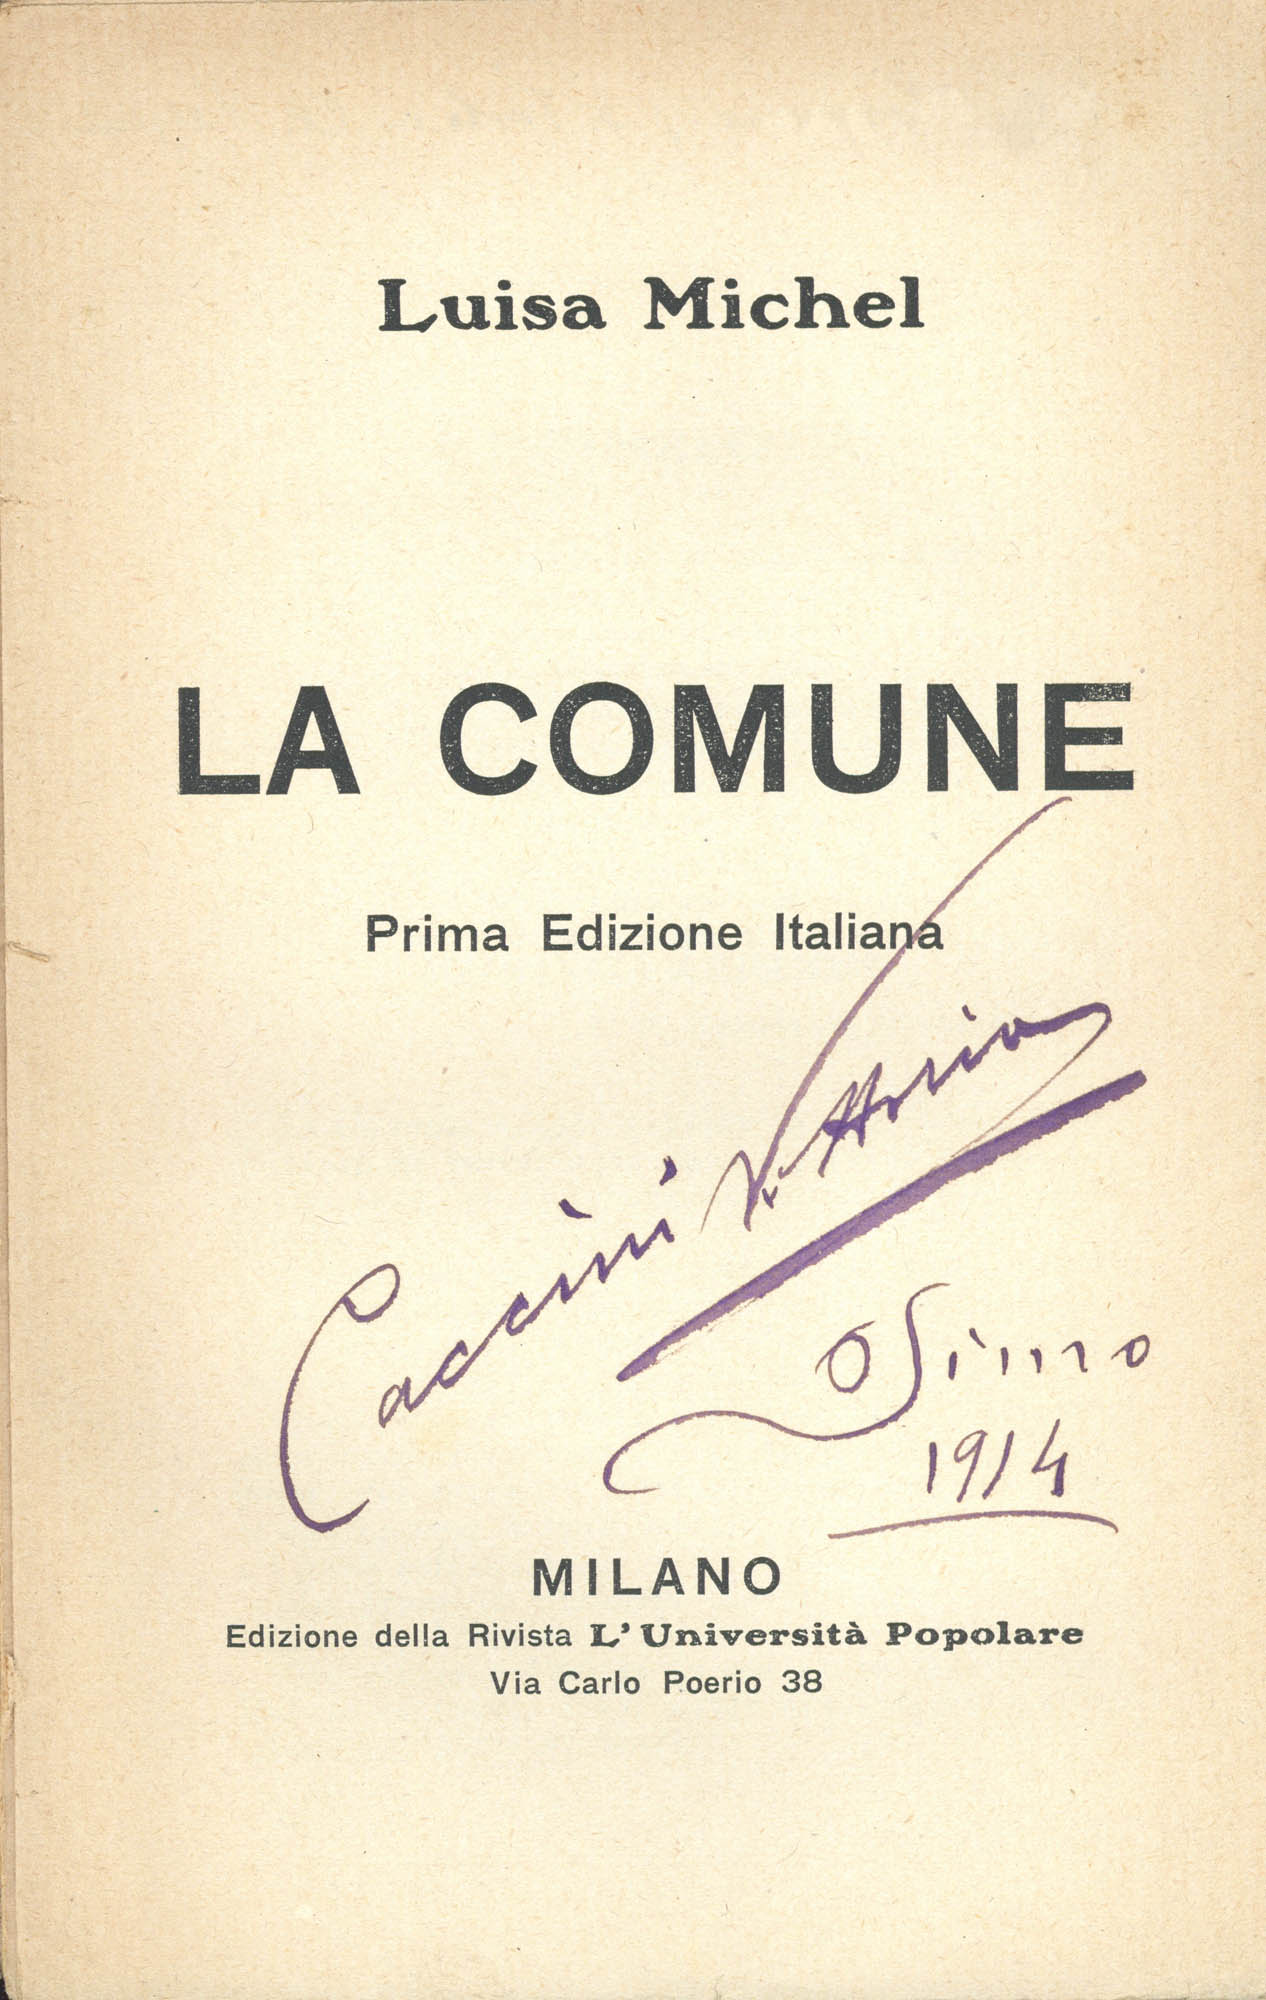 Luisa Michel
LA COMUNE
Prima Edizione Italiana
Caccini Vittorio
Osimo
1914
MILANO
Edizione della Rivista L'Università Popolare
Via Carlo Poerio 38